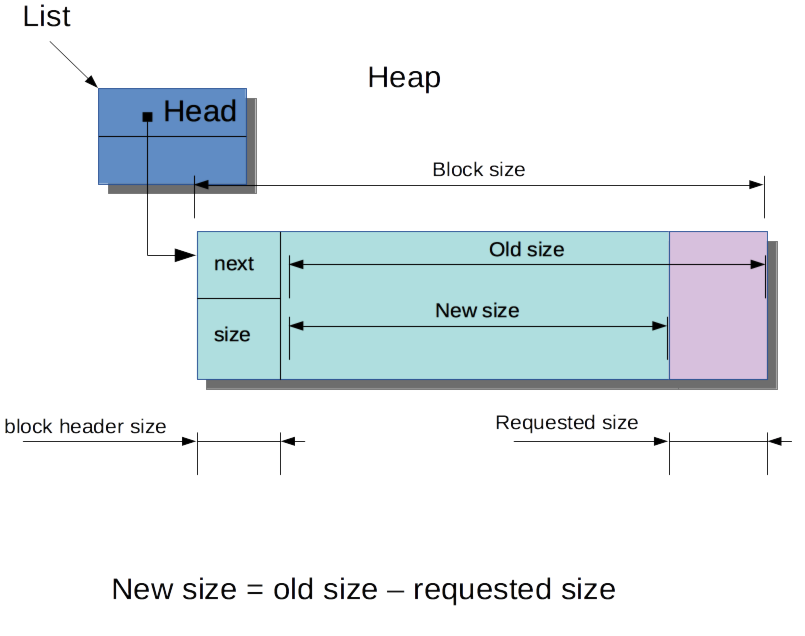 List
Heap
Head
Block size
Old size
next
New size
size
block header size
Requested size
New size = old size – requested size